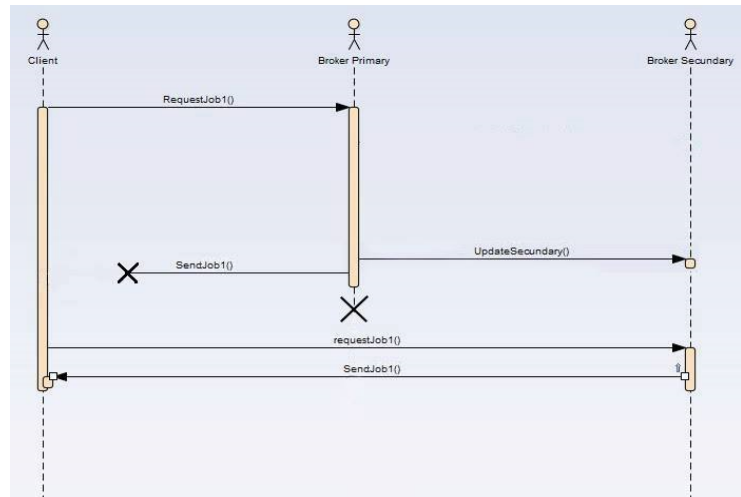 Client
Broker Primary
Broker Secundary
RequestJob1()
UpdateSecundary()
SendJob1()
requestJob1()
SendJob1()